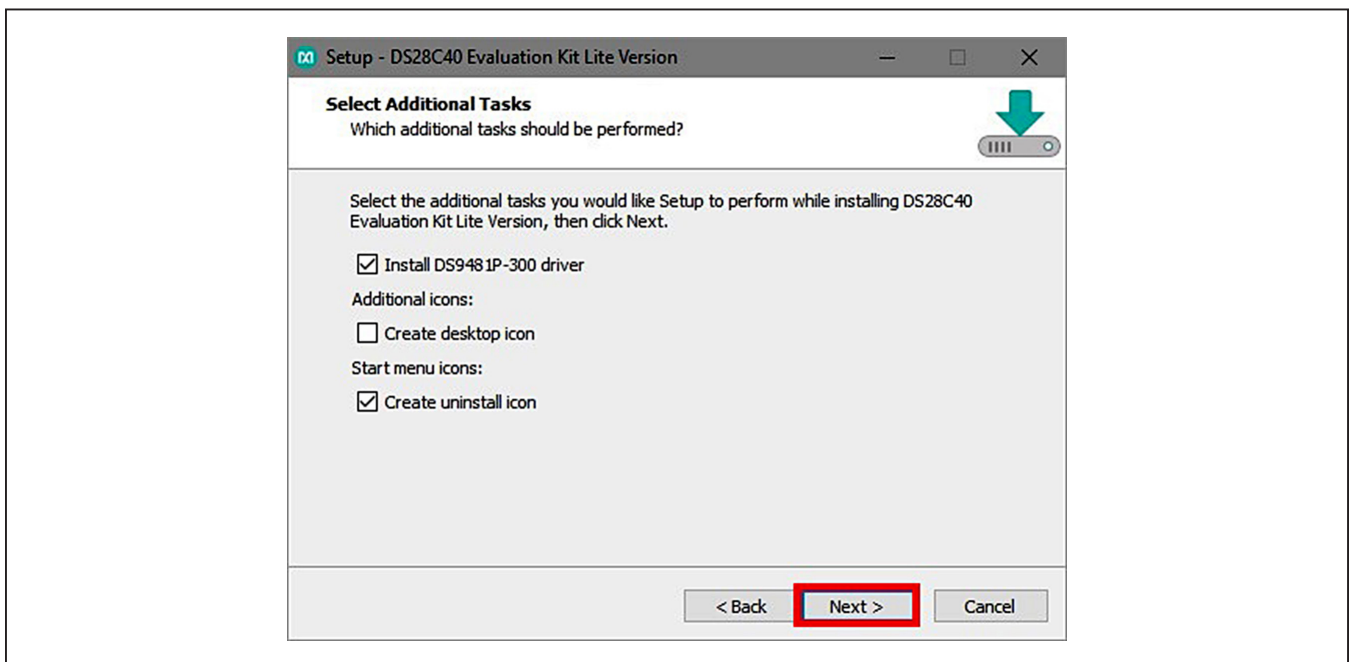 Setup - DS28C40 Evaluation Kit Lite Version
Select Additional Tasks
Which additional tasks should be performed?
Select the additional tasks you would like Setup to perform while installing DS28C40
Evaluation Kit Lite Version, then click Next.
Install DS9481P-300 driver
Additional icons:
Create desktop icon
Start menu icons:
Create uninstall icon
< Back Next > Cancel